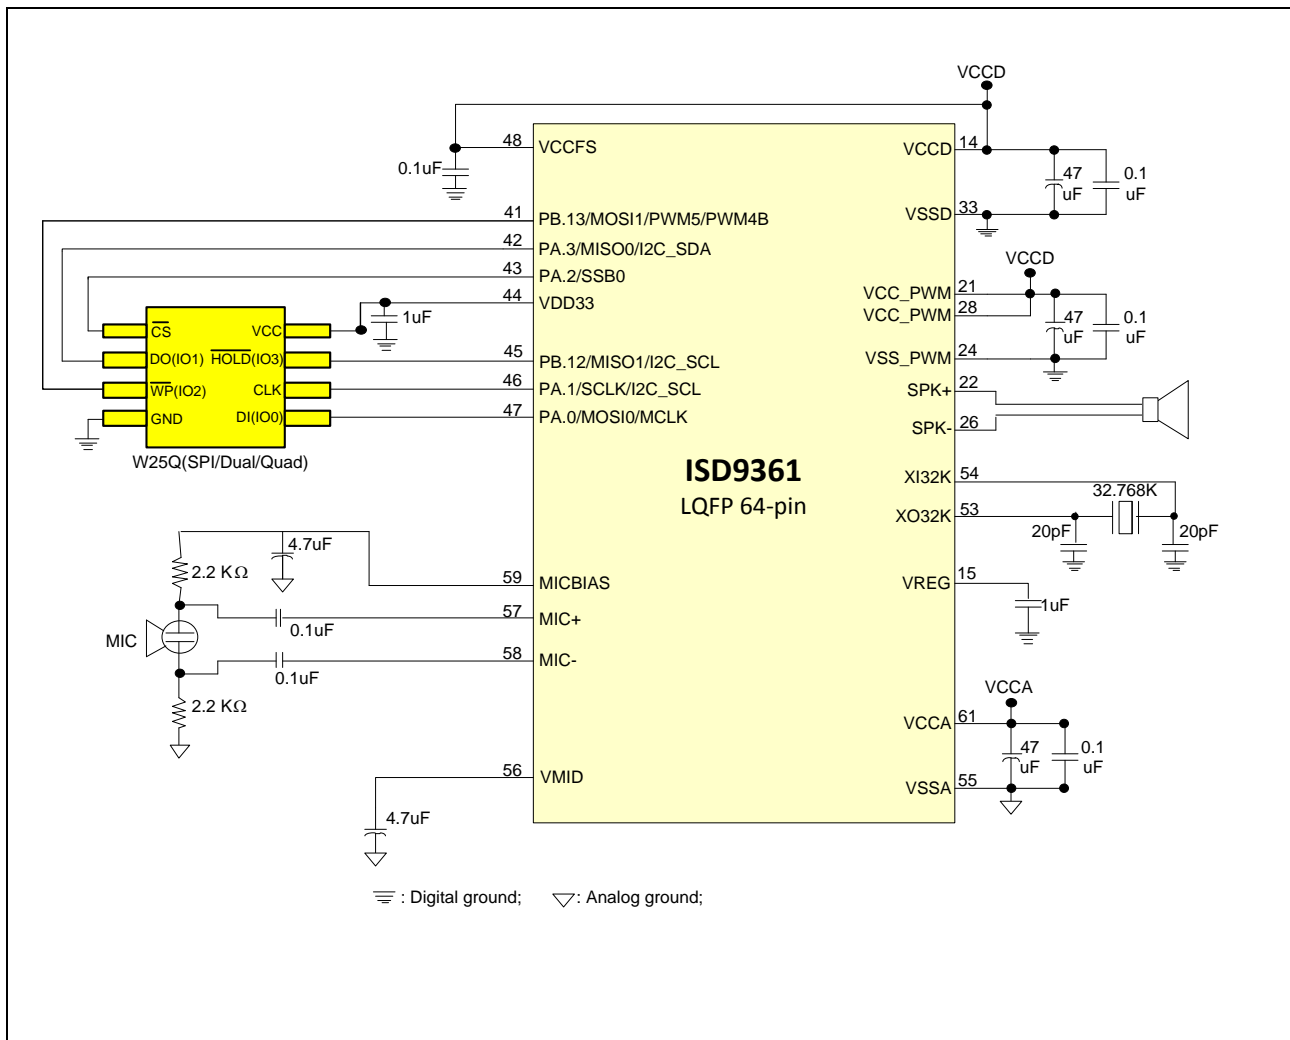 VCCD
48
VCCFS
0.1uF
VCCD
14
47
uF
0.1
uF
VSSD
33
41
PB.13/MOSI1/PWM5/PWM4B
42
PA.3/MISO0/I2C_SDA
43
PA.2/SSB0
44
VDD33
1uF
VCCD
VCC_PWM
21
VCC_PWM
28
47
uF
0.1
uF
VSS_PWM
24
CS
VCC
DO(IO1)
HOLD(IO3)
WP(IO2)
CLK
GND
DI(IO0)
W25Q(SPI/Dual/Quad)
45
PB.12/MISO1/I2C_SCL
46
PA.1/SCLK/I2C_SCL
47
PA.0/MOSI0/MCLK
SPK+
22
SPK-
26
ISD9361
LQFP 64-pin
XI32K
54
XO32K
53
32.768K
20pF
20pF
4.7uF
2.2 KΩ
59
MICBIAS
VREG
15
1uF
57
MIC+
0.1uF
MIC
58
MIC-
0.1uF
2.2 KΩ
VCCA
VCCA
61
47
uF
0.1
uF
VSSA
55
56
VMID
4.7uF
: Digital ground;
: Analog ground;